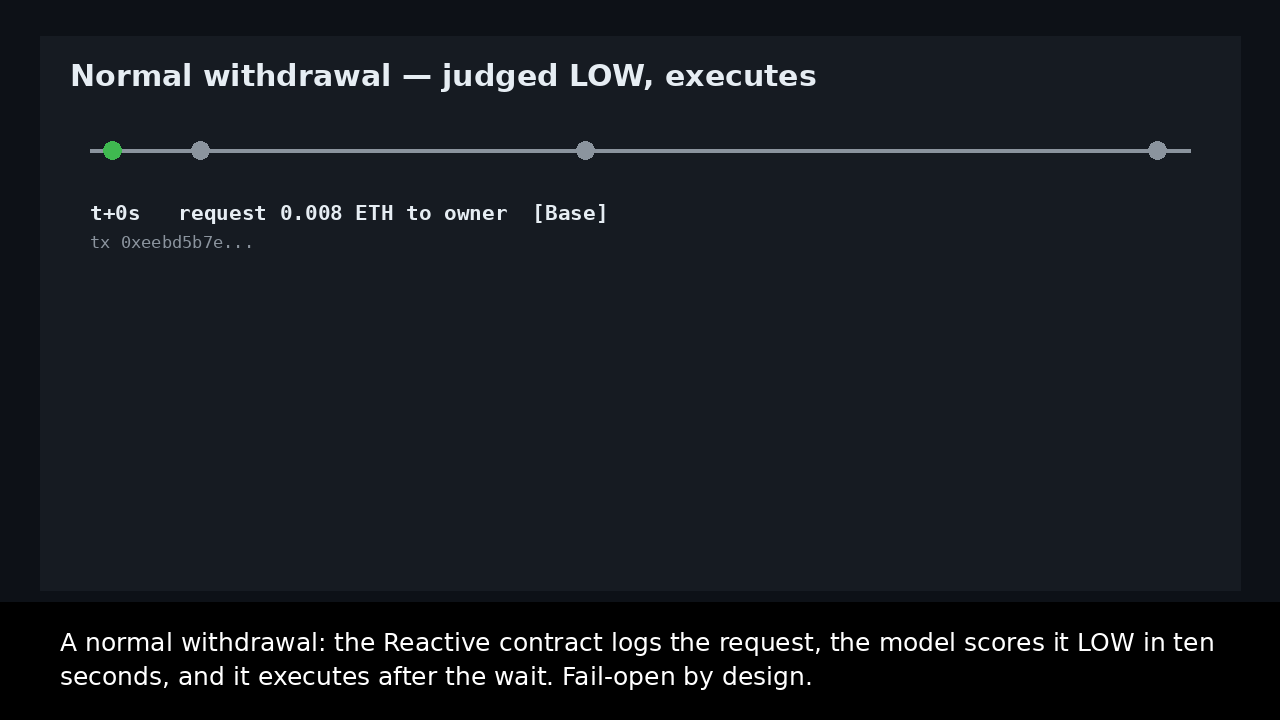 Normal withdrawal — judged LOW, executes
t+0s   request 0.008 ETH to owner  [Base]
tx 0xeebd5b7e...
A normal withdrawal: the Reactive contract logs the request, the model scores it LOW in ten
seconds, and it executes after the wait. Fail-open by design.